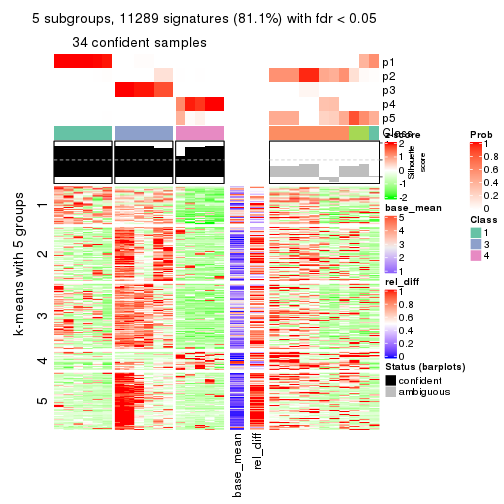 5 subgroups, 11289 signatures (81.1%) with fdr < 0.05
34 confident samples
p1
p2
p3
p4
p5
Class
z-score
2
1
0
-1
-2
Silhouette
score
base_mean
5
4
3
2
1
rel_diff
1
0.8
0.6
0.4
0.2
0
Status (barplots)
confident
ambiguous
Prob
1
0.8
0.6
0.4
0.2
0
Class
1
3
4
k-means with 5 groups
1
2
3
4
5
base_mean
rel_diff